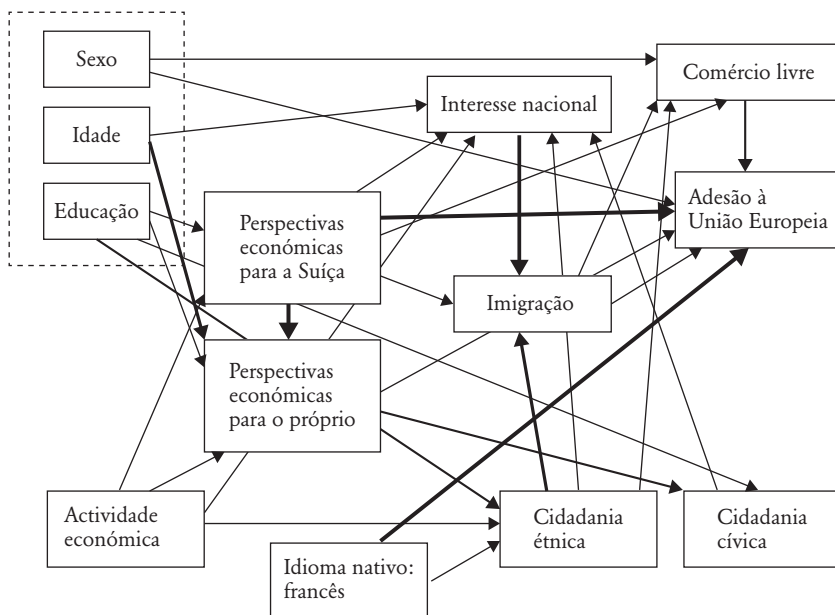 Sexo
Comércio livre
Interesse nacional
Idade
Educação
Perspectivas
económicas
para a Suíça
Adesão à
União Europeia
Imigração
Perspectivas
económicas
para o próprio
Actividade
económica
Cidadania
étnica
Cidadania
cívica
Idioma nativo:
francês